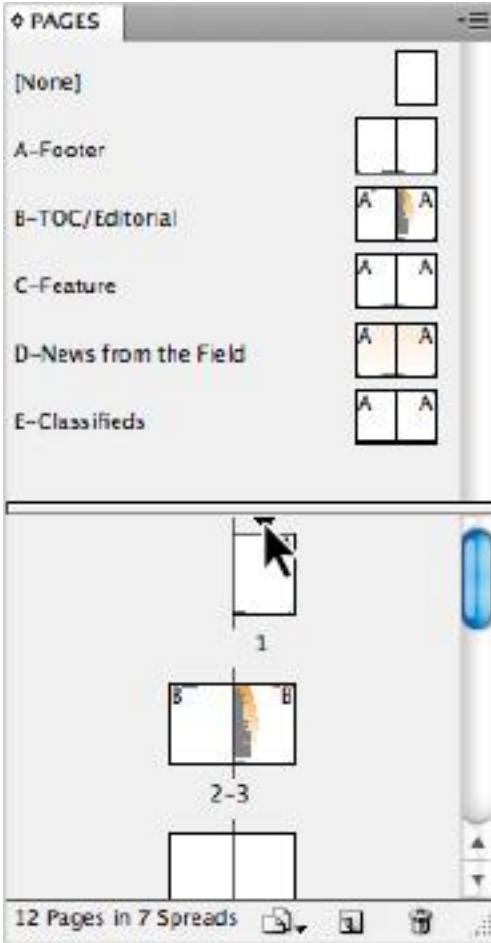 PAGES
[None]
A-Footer
A A
B-TOC/Editorial
A A
C-Feature
A A
D-News from the Field
A A
E-Classifieds
1
B B
2-3
12 Pages in 7 Spreads